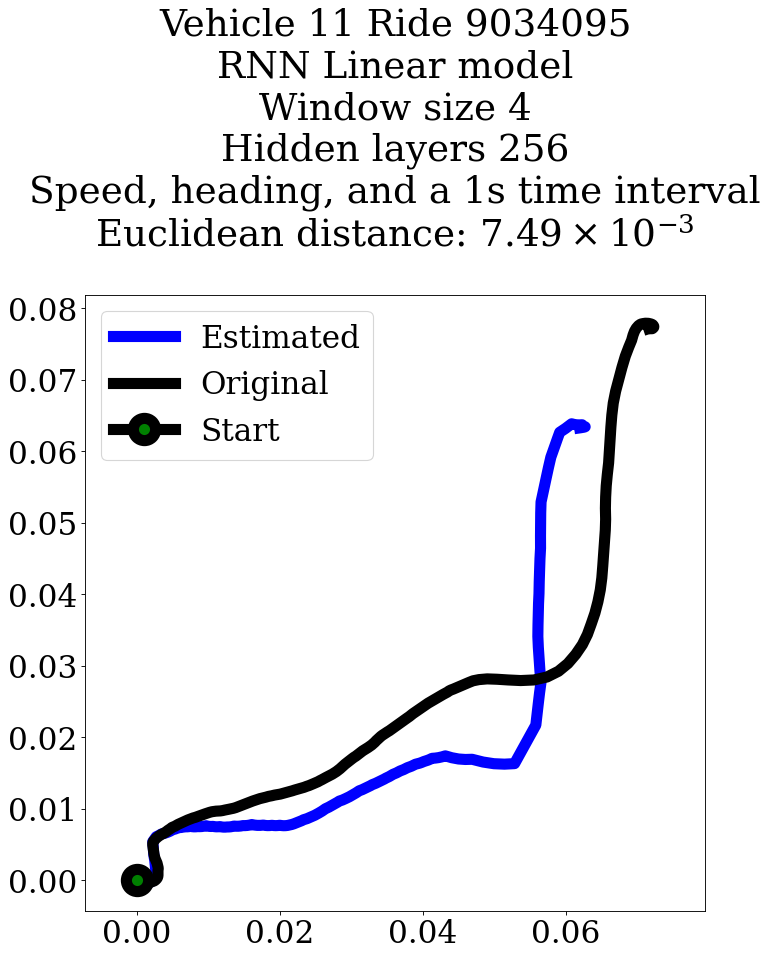 Vehicle 11 Ride 9034095
RNN Linear model
Window size 4
Hidden layers 256
Speed, heading, and a 1s time interval
Euclidean distance: 7.49 × 10⁻³
Estimated
Original
Start
0.08
0.07
0.06
0.05
0.04
0.03
0.02
0.01
0.00
0.00 0.02 0.04 0.06